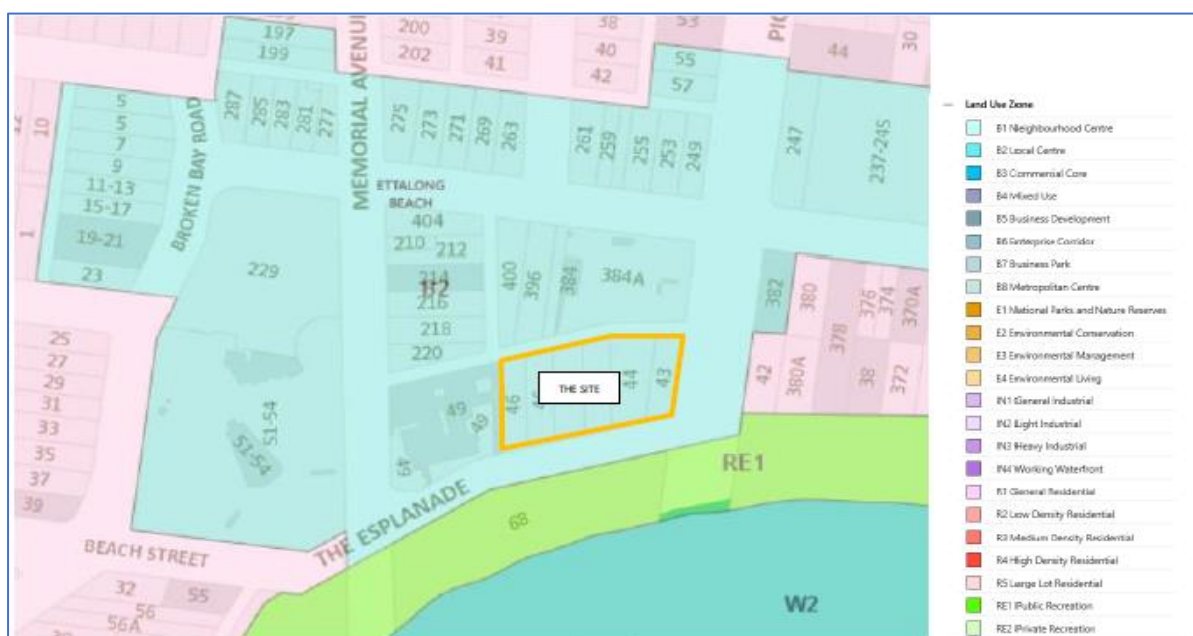 197
199
200
202
39
41
38
40
42
53
55
57
44
30
MEMORIAL AVENU
PIC
10
5
5
7
9
11-13
15-17
19-21
23
1
BROKEN BAY ROAD
287
285
283
281
277
275
273
271
269
263
261
259
255
253
249
247
237-245
ETTALONG
BEACH
404
210
212
214
B2
216
218
220
229
400
396
384
384A
382
380
378
376
374
370A
42
380A
38
372
THE SITE
46
44
43
49
49
51-54
51-54
25
27
29
31
33
35
37
39
THE ESPLANADE
RE1
68
BEACH STREET
32
55
56
56A
W2
Land Use Zone
B1 Neighbourhood Centre
B2 Local Centre
B3 Commercial Core
B4 Mixed Use
B5 Business Development
B6 Enterprise Corridor
B7 Business Park
B8 Metropolitan Centre
E1 National Parks and Nature Reserves
E2 Environmental Conservation
E3 Environmental Management
E4 Environmental Living
IN1 General Industrial
IN2 Light Industrial
IN3 Heavy Industrial
IN4 Working Waterfront
R1 General Residential
R2 Low Density Residential
R3 Medium Density Residential
R4 High Density Residential
R5 Large Lot Residential
RE1 Public Recreation
RE2 Private Recreation